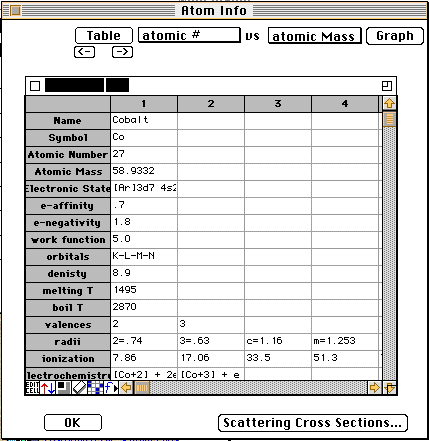 Atom Info
Table atomic # vs atomic Mass Graph
<- ->
1 2 3 4
Name Cobalt
Symbol Co
Atomic Number 27
Atomic Mass 58.9332
Electronic State [Ar]3d7 4s2
e-affinity .7
e-negativity 1.8
work function 5.0
orbitals K-L-M-N
denisty 8.9
melting T 1495
boil T 2870
valences 2 3
radii 2=.74 3=.63 c=1.16 m=1.253
ionization 7.86 17.06 33.5 51.3
lectrochemistry [Co+2] + 2e [Co+3] + e
EDIT CELL
OK Scattering Cross Sections...